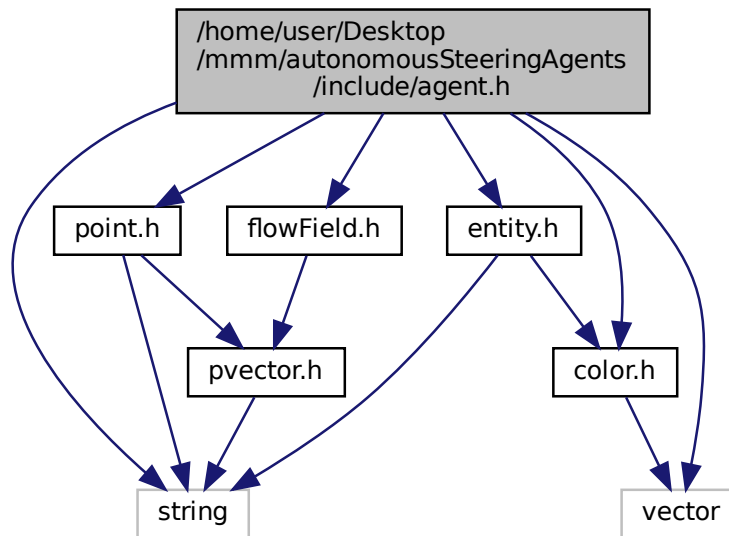 /home/user/Desktop
/mmm/autonomousSteeringAgents
/include/agent.h
point.h
flowField.h
entity.h
pvector.h
color.h
string
vector